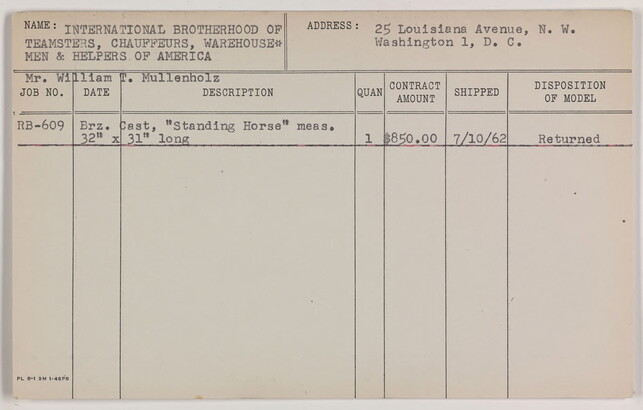 NAME: INTERNATIONAL BROTHERHOOD OF
TEAMSTERS, CHAUFFEURS, WAREHOUSE*
MEN & HELPERS OF AMERICA
ADDRESS: 25 Louisiana Avenue, N. W.
Washington 1, D. C.
Mr. William T. Mullenholz
JOB NO. DATE DESCRIPTION QUAN CONTRACT AMOUNT SHIPPED DISPOSITION OF MODEL
RB-609 Brz. Cast, "Standing Horse" meas.
32" x 31" long 1 $850.00 7/10/62 Returned